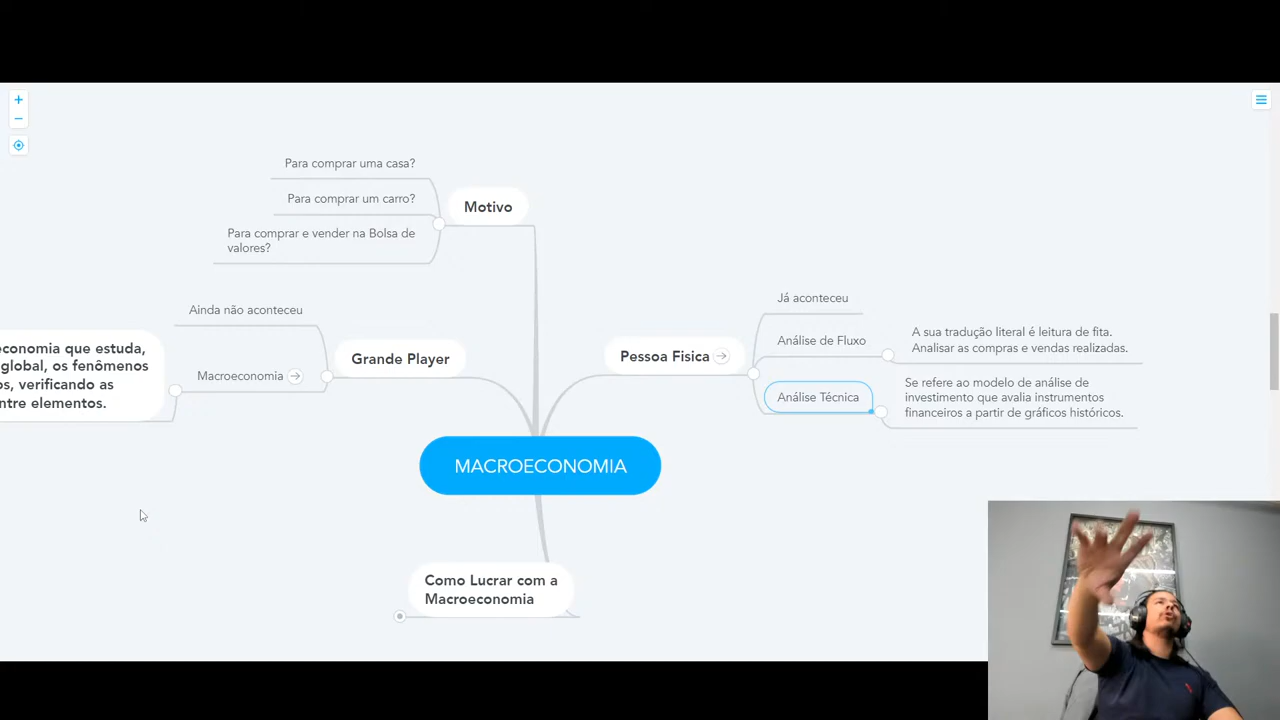 Para comprar uma casa?
Para comprar um carro?
Para comprar e vender na Bolsa de
valores?
Motivo
Ainda não aconteceu
Macroeconomia
Grande Player
economia que estuda,
global, os fenômenos
os, verificando as
ntre elementos.
Pessoa Fisica
Já aconteceu
Análise de Fluxo
A sua tradução literal é leitura de fita.
Analisar as compras e vendas realizadas.
Análise Técnica
Se refere ao modelo de análise de
investimento que avalia instrumentos
financeiros a partir de gráficos históricos.
MACROECONOMIA
Como Lucrar com a
Macroeconomia